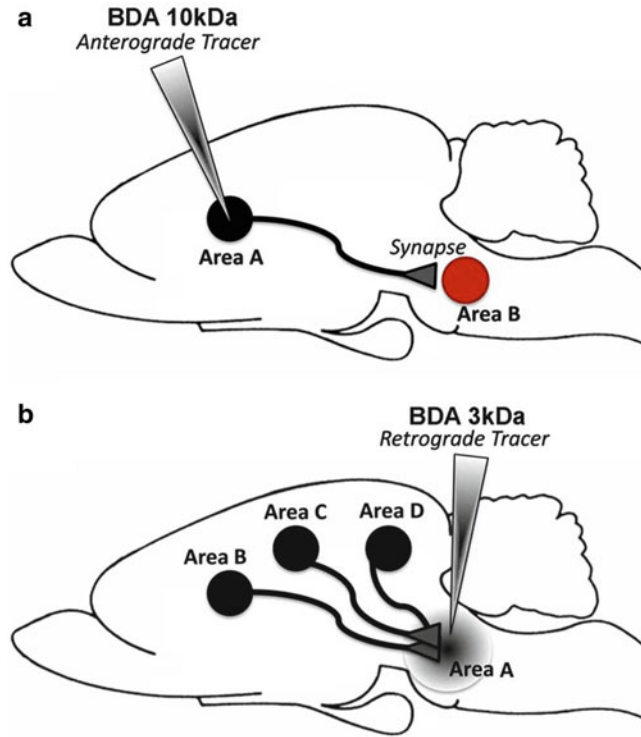 a
BDA 10kDa
Anterograde Tracer
Area A
Synapse
Area B
b
BDA 3kDa
Retrograde Tracer
Area C
Area D
Area B
Area A